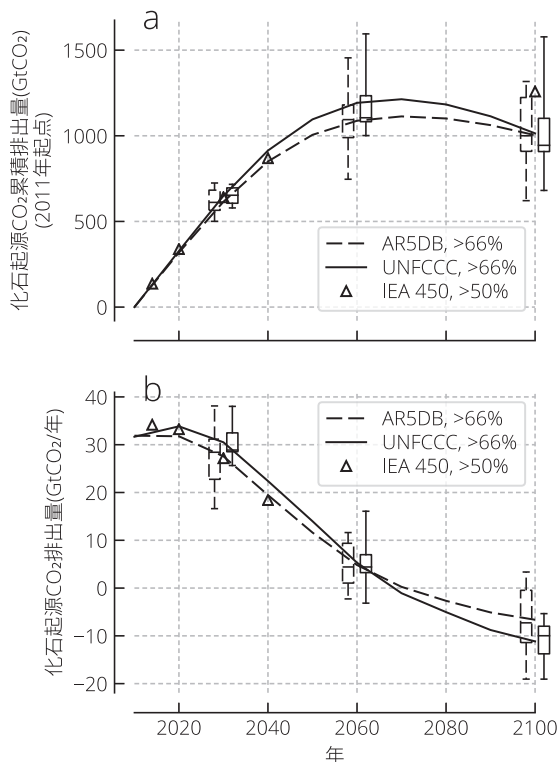 a
化石起源CO₂累積排出量(GtCO₂)
(2011年起点)
1500
1000
500
0
AR5DB, >66%
UNFCCC, >66%
IEA 450, >50%
b
化石起源CO₂排出量(GtCO₂/年)
40
30
20
10
0
−10
−20
AR5DB, >66%
UNFCCC, >66%
IEA 450, >50%
2020 2040 2060 2080 2100
年